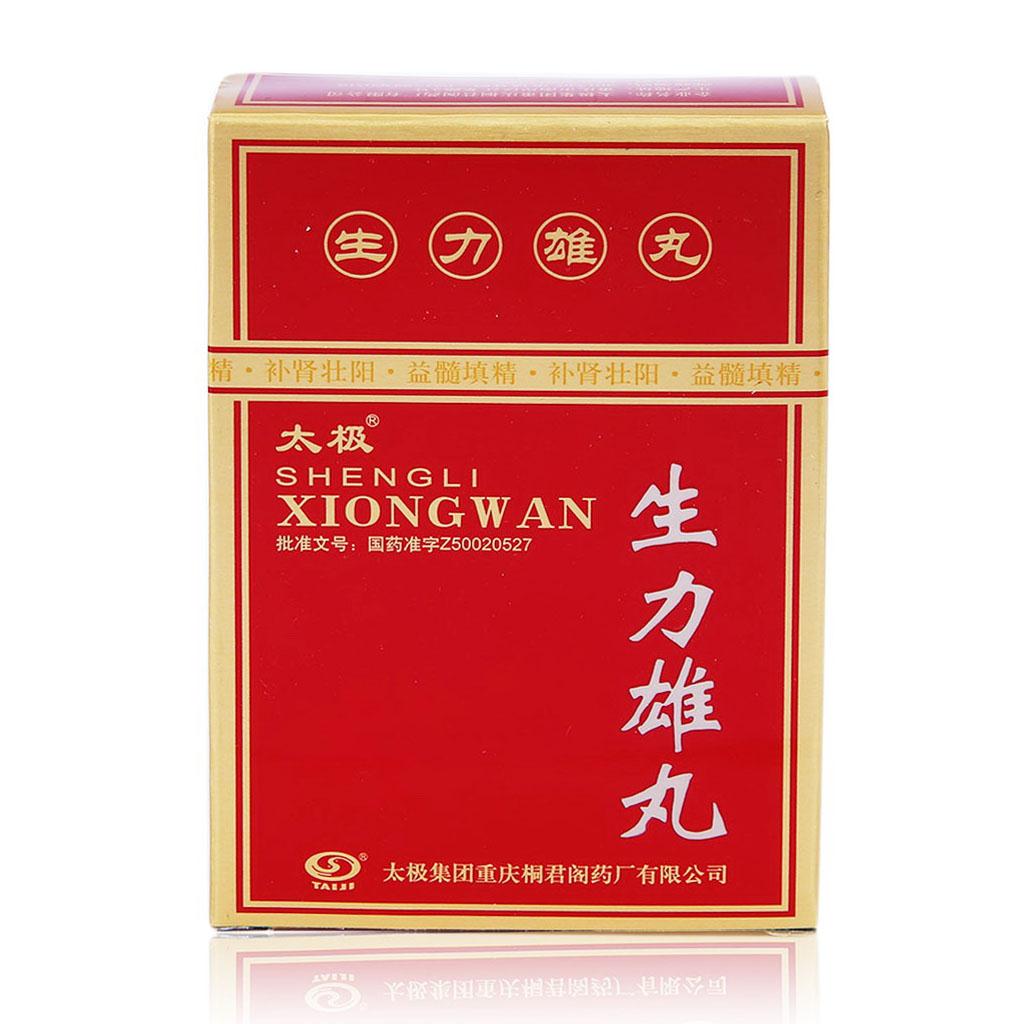 生力雄丸
精·补肾壮阳·益髓填精·补肾壮阳·益髓填精·
太极®
SHENGLI
XIONGWAN
批准文号：国药准字Z50020527
生力雄丸
TAIJI®
太极集团重庆桐君阁药厂有限公司